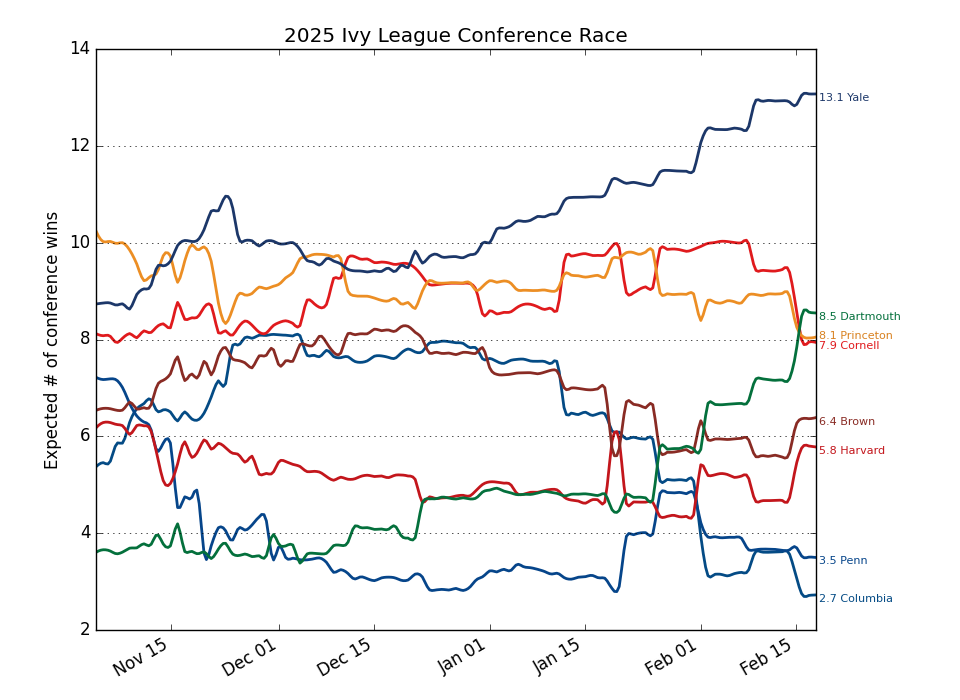 2025 Ivy League Conference Race
Expected # of conference wins
14
12
10
8
6
4
2
13.1 Yale
8.5 Dartmouth
8.1 Princeton
7.9 Cornell
6.4 Brown
5.8 Harvard
3.5 Penn
2.7 Columbia
Nov 15
Dec 01
Dec 15
Jan 01
Jan 15
Feb 01
Feb 15